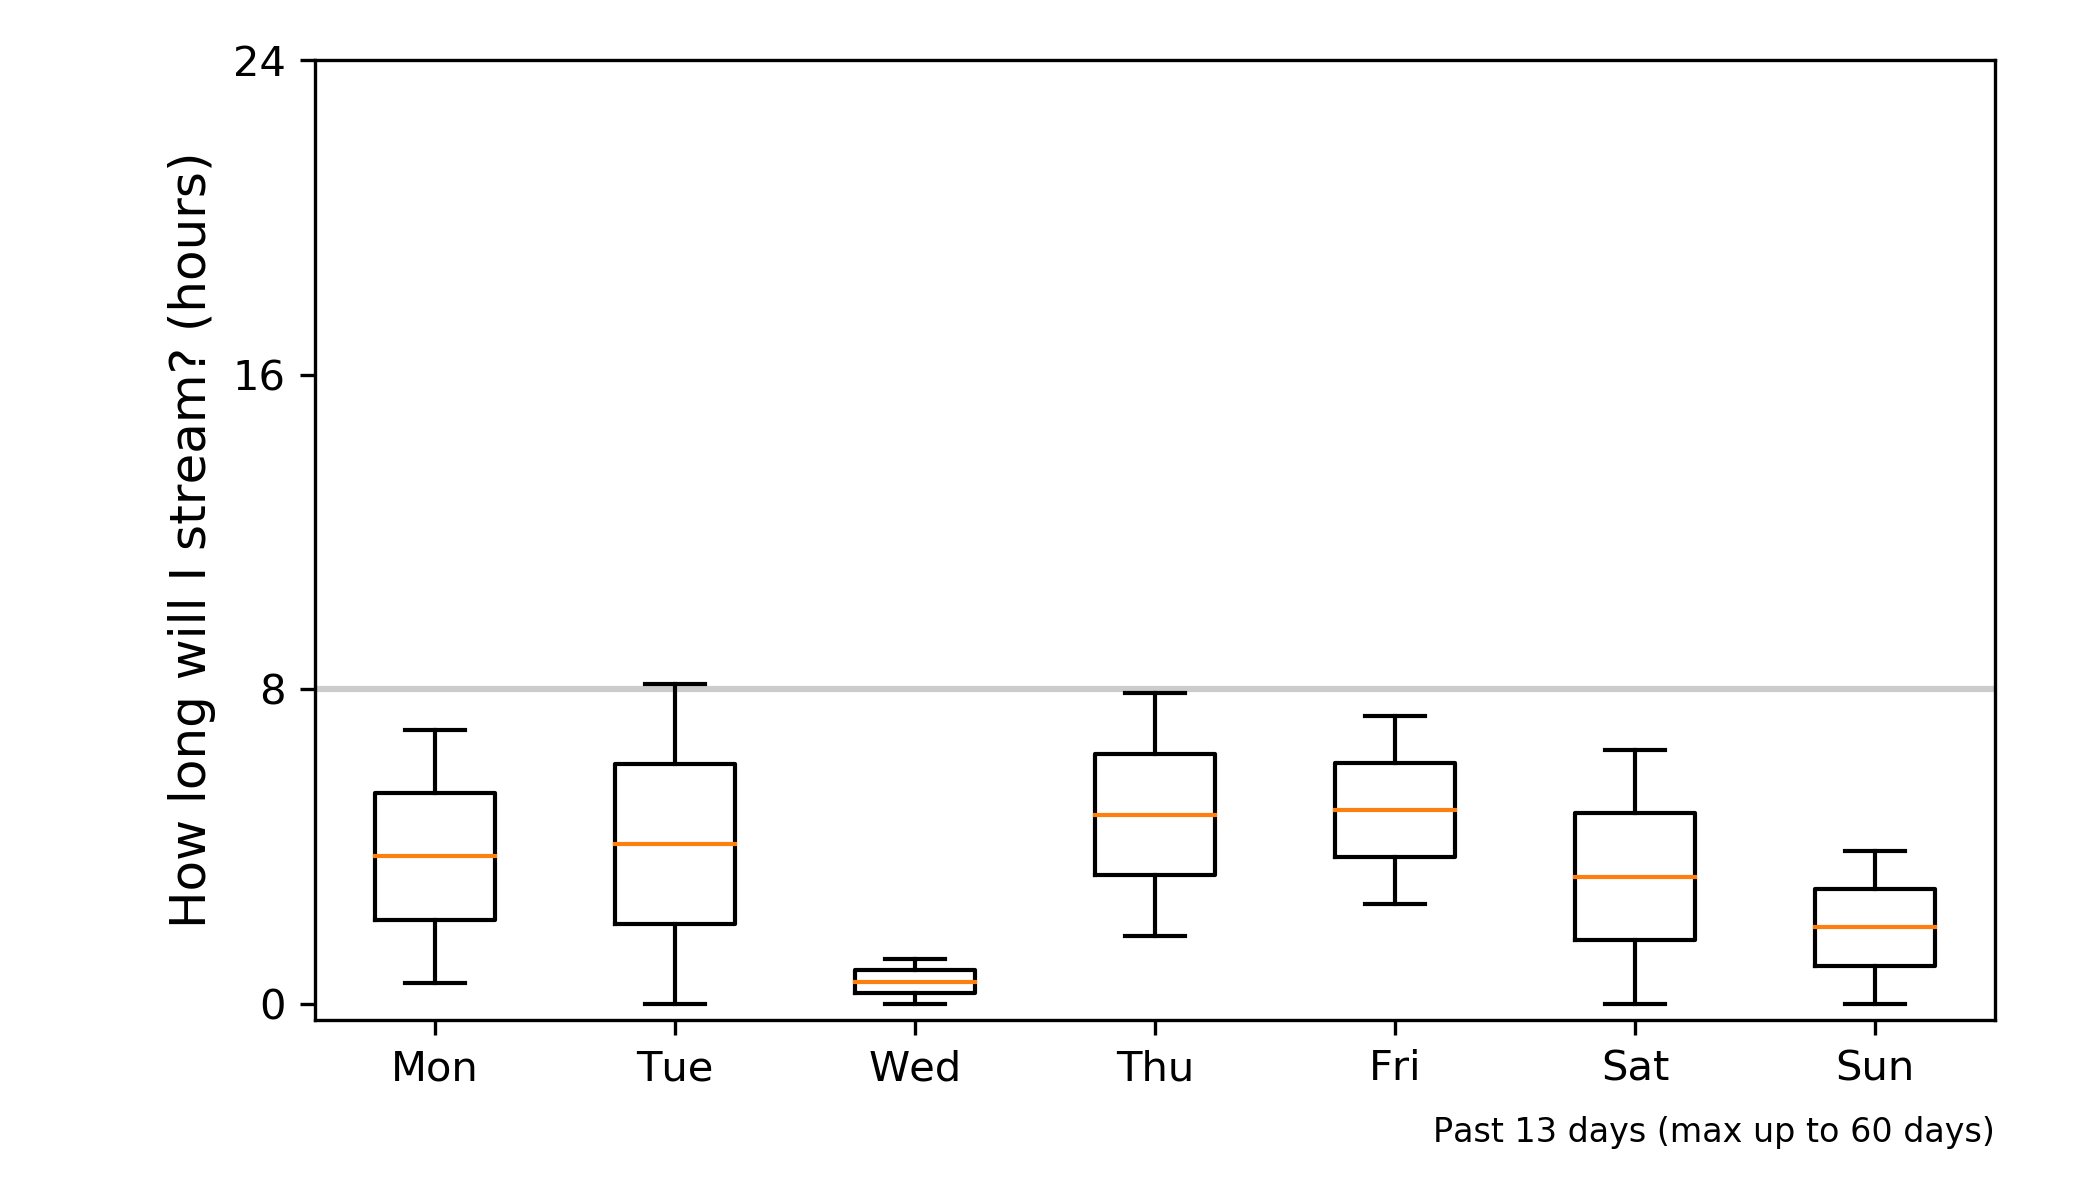 How long will I stream? (hours)
24
16
8
0
Mon Tue Wed Thu Fri Sat Sun
Past 13 days (max up to 60 days)